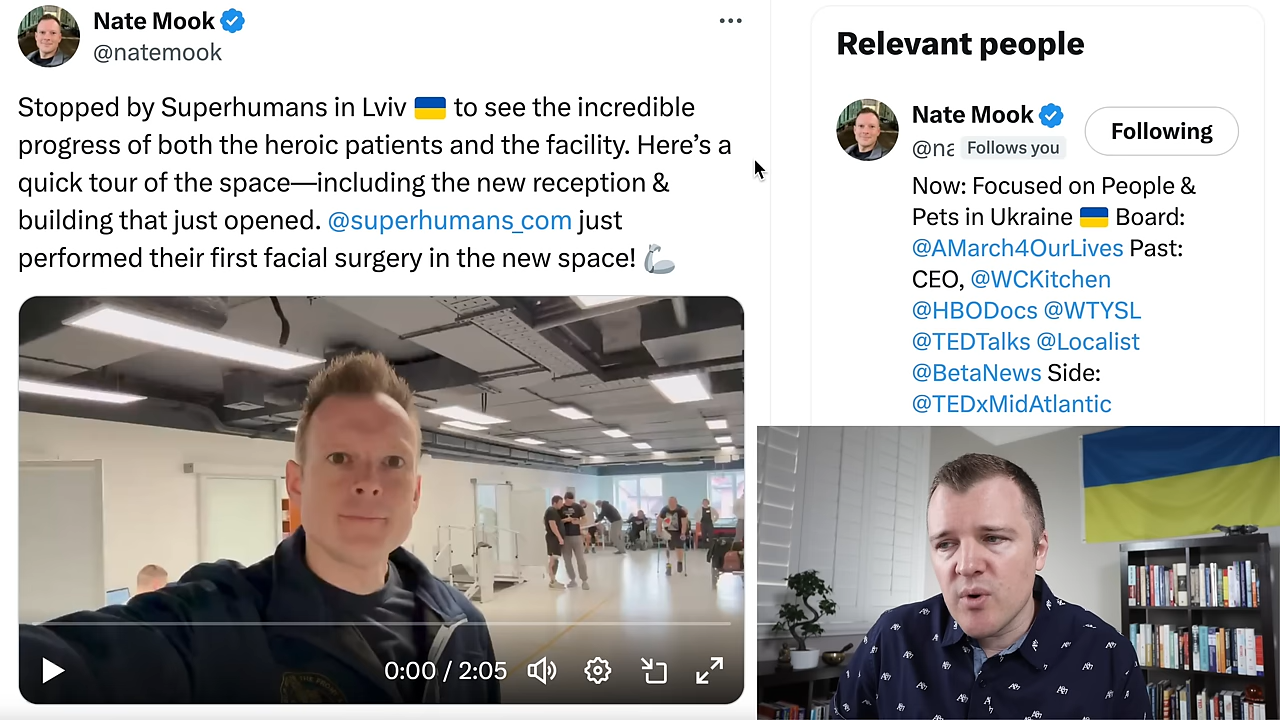 Nate Mook
@natemook
Stopped by Superhumans in Lviv 🇺🇦 to see the incredible
progress of both the heroic patients and the facility. Here’s a
quick tour of the space—including the new reception &
building that just opened. @superhumans_com just
performed their first facial surgery in the new space! 🦾
0:00 / 2:05
Relevant people
Nate Mook
@na Follows you
Following
Now: Focused on People &
Pets in Ukraine 🇺🇦 Board:
@AMarch4OurLives Past:
CEO, @WCKitchen
@HBODocs @WTYSL
@TEDTalks @Localist
@BetaNews Side:
@TEDxMidAtlantic